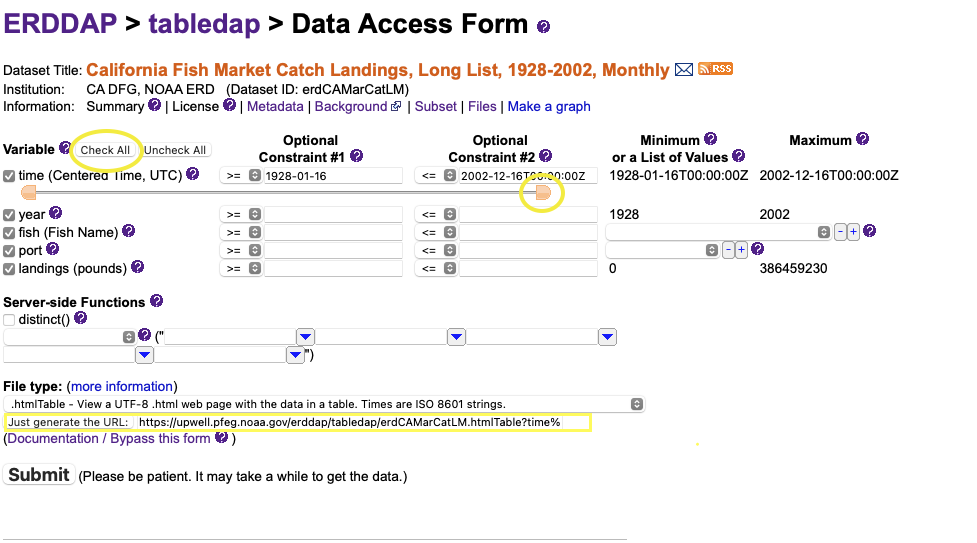 ERDDAP > tabledap > Data Access Form ?
Dataset Title: California Fish Market Catch Landings, Long List, 1928-2002, Monthly RSS
Institution: CA DFG, NOAA ERD (Dataset ID: erdCAMarCatLM)
Information: Summary ? | License ? | Metadata | Background | Subset | Files | Make a graph
Optional Optional Minimum ? Maximum ?
Variable ? Check All Uncheck All Constraint #1 ? Constraint #2 ? or a List of Values ?
time (Centered Time, UTC) ? >= 1928-01-16 <= 2002-12-16T00:00:00Z 1928-01-16T00:00:00Z 2002-12-16T00:00:00Z
year ? >= <= 1928 2002
fish (Fish Name) ? >= <= - + ?
port ? >= <= - + ?
landings (pounds) ? >= <= 0 386459230
Server-side Functions ?
distinct() ?
? ("
")
File type: (more information)
.htmlTable - View a UTF-8 .html web page with the data in a table. Times are ISO 8601 strings.
Just generate the URL: https://upwell.pfeg.noaa.gov/erddap/tabledap/erdCAMarCatLM.htmlTable?time%
(Documentation / Bypass this form ? )
Submit (Please be patient. It may take a while to get the data.)